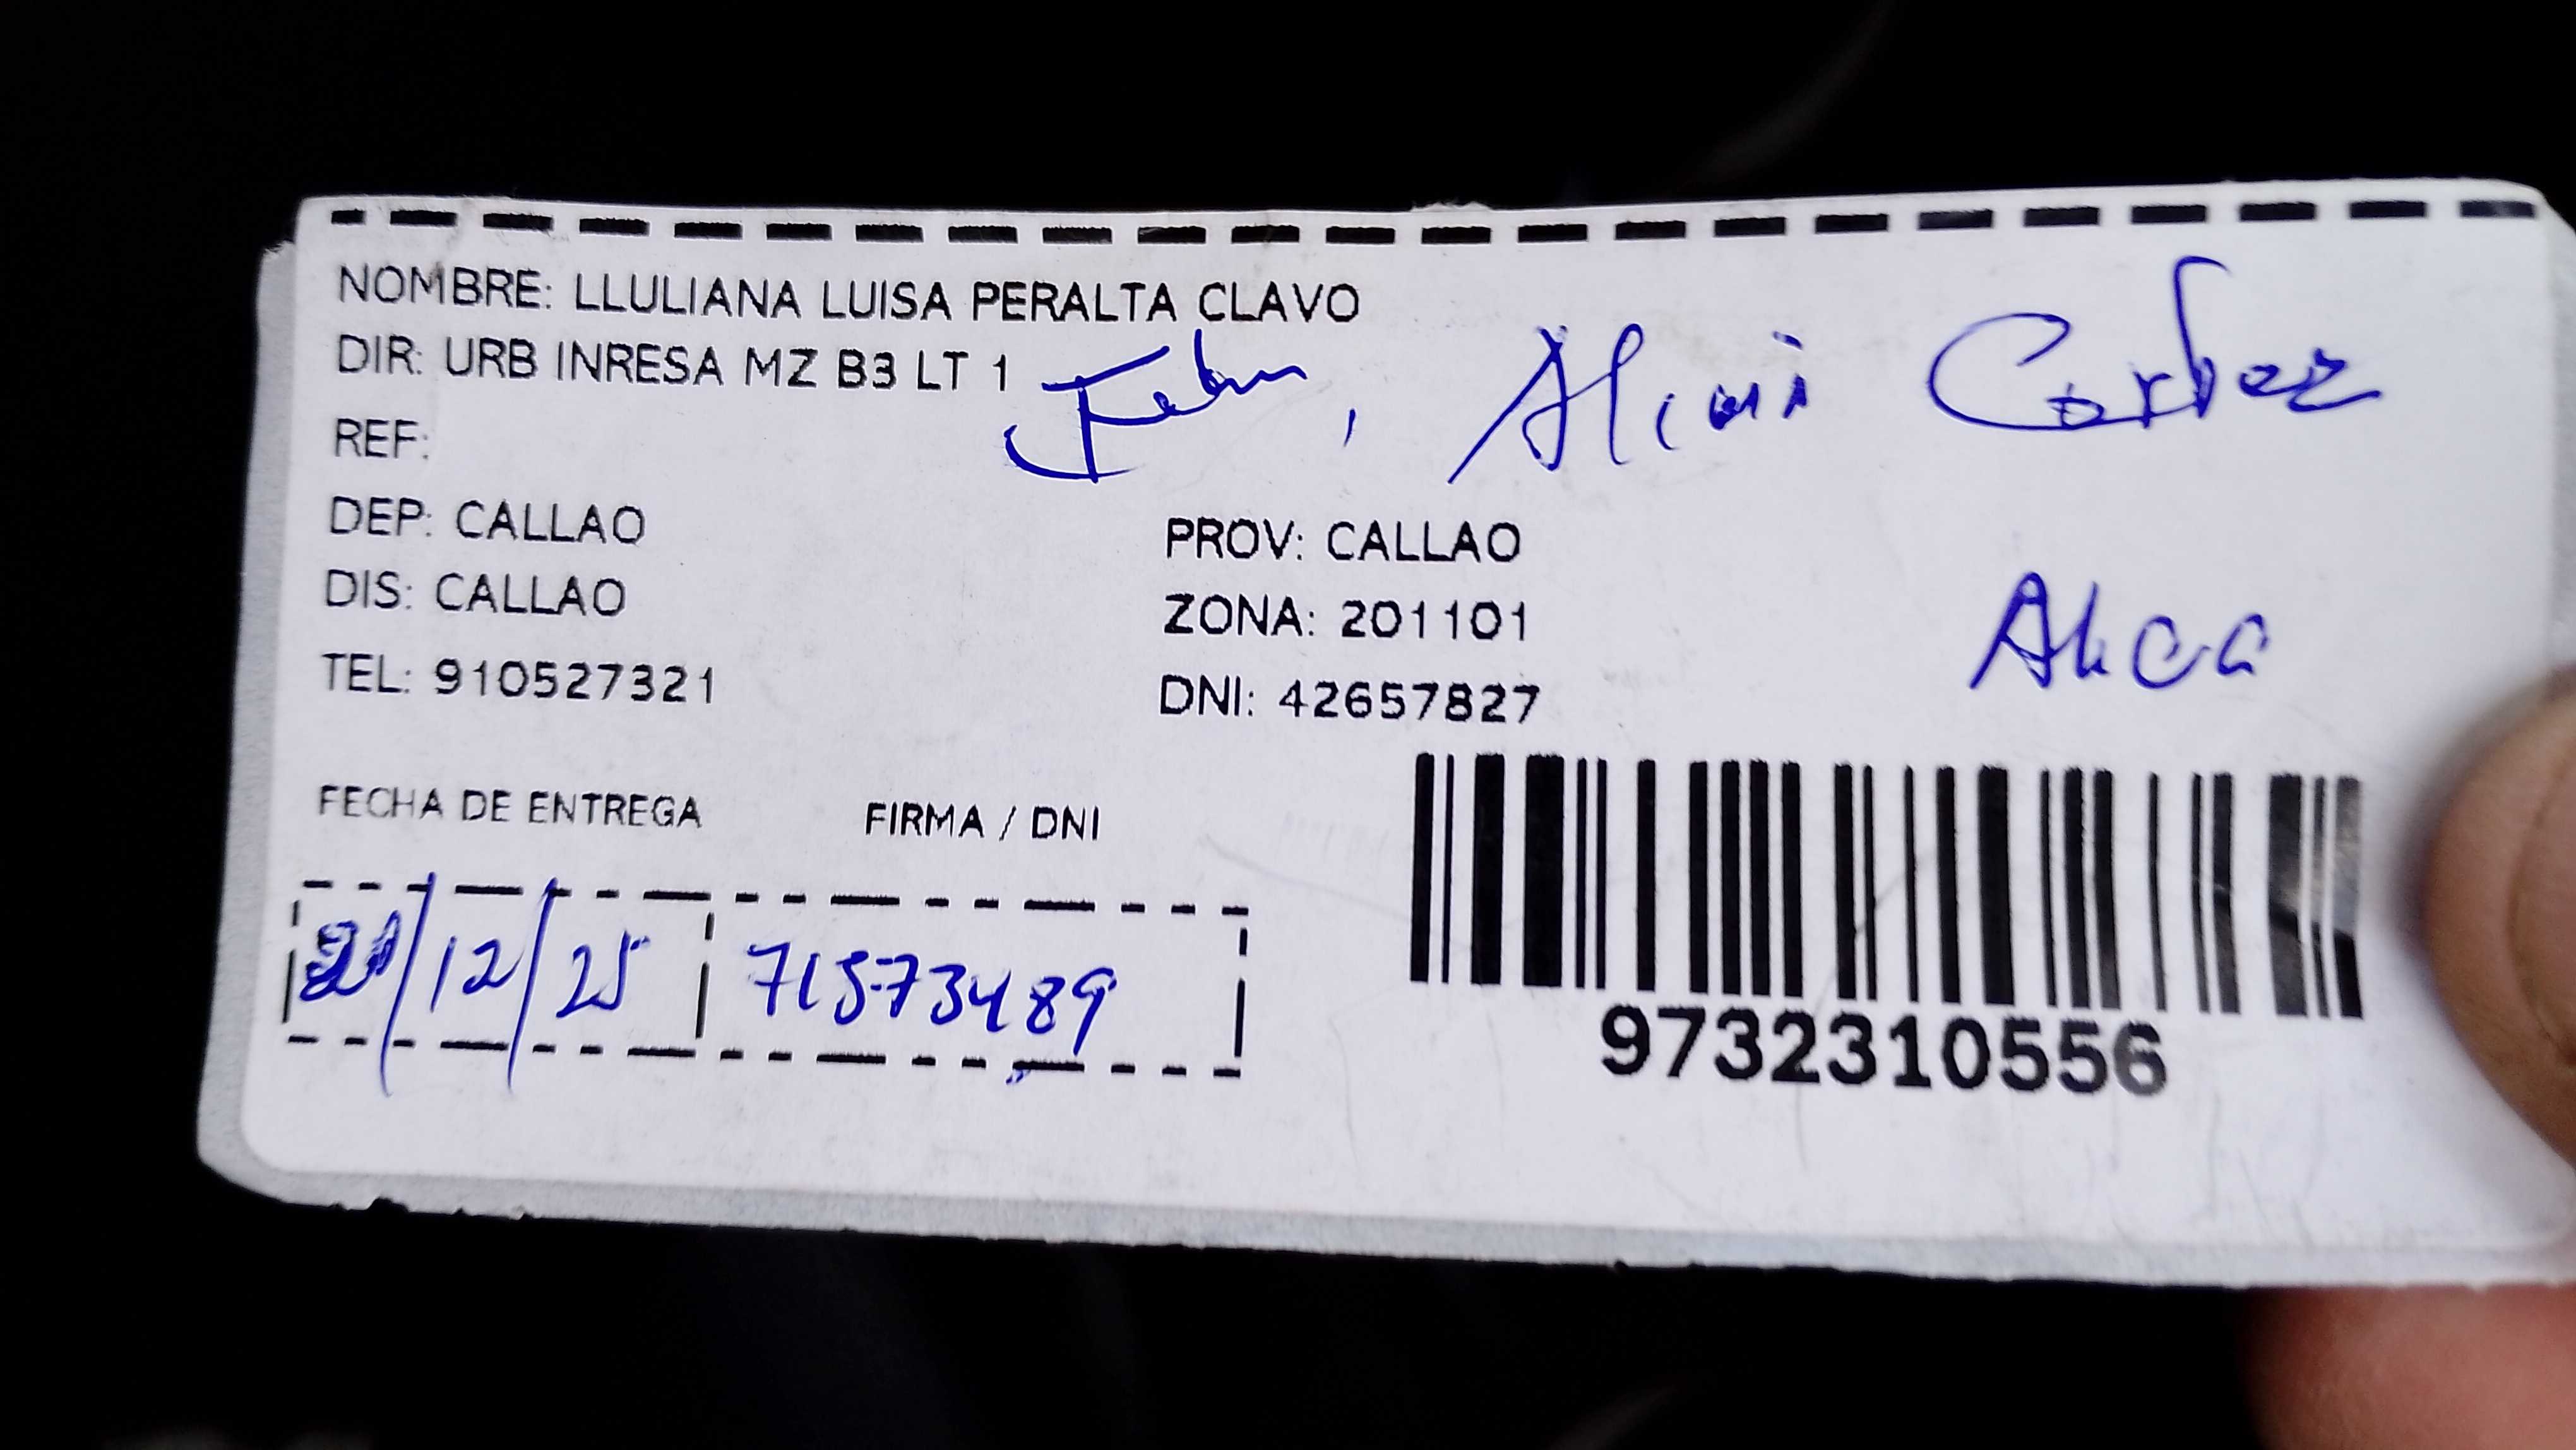 NOMBRE: LLULIANA LUISA PERALTA CLAVO
DIR: URB INRESA MZ B3 LT 1
REF:
DEP: CALLAO
PROV: CALLAO
DIS: CALLAO
ZONA: 201101
TEL: 910527321
DNI: 42657827
FECHA DE ENTREGA
FIRMA / DNI
/12/25
71573489
9732310556